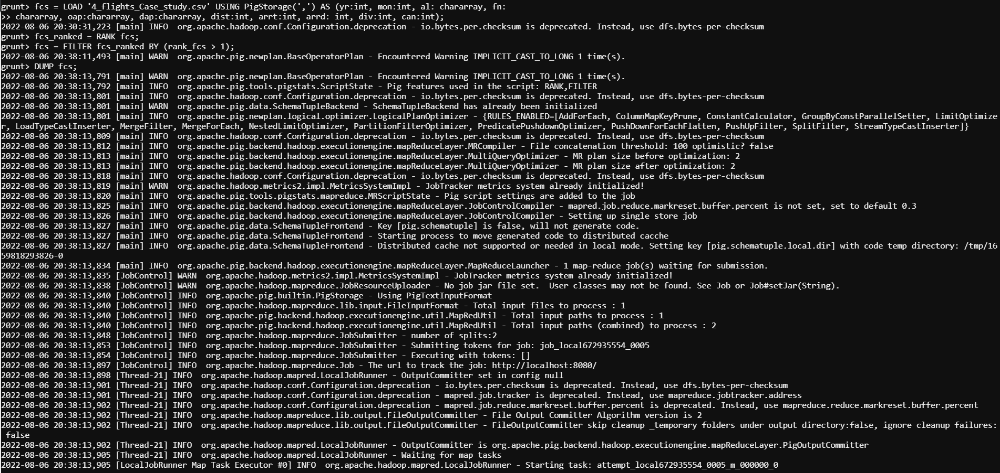 grunt> fcs = LOAD '4_flights_Case_study.csv' USING PigStorage(',') AS (yr:int, mon:int, al: chararray, fn:
>> chararray, oap:chararray, dap:chararray, dist:int, arrt:int, arrd: int, div:int, can:int);
2022-08-06 20:30:31,223 [main] INFO  org.apache.hadoop.conf.Configuration.deprecation - io.bytes.per.checksum is deprecated. Instead, use dfs.bytes-per-checksum
grunt> fcs_ranked = RANK fcs;
grunt> fcs = FILTER fcs_ranked BY (rank_fcs > 1);
2022-08-06 20:38:11,493 [main] WARN  org.apache.pig.newplan.BaseOperatorPlan - Encountered Warning IMPLICIT_CAST_TO_LONG 1 time(s).
grunt> DUMP fcs;
2022-08-06 20:38:13,791 [main] WARN  org.apache.pig.newplan.BaseOperatorPlan - Encountered Warning IMPLICIT_CAST_TO_LONG 1 time(s).
2022-08-06 20:38:13,792 [main] INFO  org.apache.pig.tools.pigstats.ScriptState - Pig features used in the script: RANK,FILTER
2022-08-06 20:38:13,801 [main] INFO  org.apache.hadoop.conf.Configuration.deprecation - io.bytes.per.checksum is deprecated. Instead, use dfs.bytes-per-checksum
2022-08-06 20:38:13,801 [main] WARN  org.apache.pig.data.SchemaTupleBackend - SchemaTupleBackend has already been initialized
2022-08-06 20:38:13,801 [main] INFO  org.apache.pig.newplan.logical.optimizer.LogicalPlanOptimizer - {RULES_ENABLED=[AddForEach, ColumnMapKeyPrune, ConstantCalculator, GroupByConstParallelSetter, LimitOptimize
r, LoadTypeCastInserter, MergeFilter, MergeForEach, NestedLimitOptimizer, PartitionFilterOptimizer, PredicatePushdownOptimizer, PushDownForEachFlatten, PushUpFilter, SplitFilter, StreamTypeCastInserter]}
2022-08-06 20:38:13,809 [main] INFO  org.apache.hadoop.conf.Configuration.deprecation - io.bytes.per.checksum is deprecated. Instead, use dfs.bytes-per-checksum
2022-08-06 20:38:13,812 [main] INFO  org.apache.pig.backend.hadoop.executionengine.mapReduceLayer.MRCompiler - File concatenation threshold: 100 optimistic? false
2022-08-06 20:38:13,813 [main] INFO  org.apache.pig.backend.hadoop.executionengine.mapReduceLayer.MultiQueryOptimizer - MR plan size before optimization: 2
2022-08-06 20:38:13,813 [main] INFO  org.apache.pig.backend.hadoop.executionengine.mapReduceLayer.MultiQueryOptimizer - MR plan size after optimization: 2
2022-08-06 20:38:13,818 [main] INFO  org.apache.hadoop.conf.Configuration.deprecation - io.bytes.per.checksum is deprecated. Instead, use dfs.bytes-per-checksum
2022-08-06 20:38:13,819 [main] WARN  org.apache.hadoop.metrics2.impl.MetricsSystemImpl - JobTracker metrics system already initialized!
2022-08-06 20:38:13,820 [main] INFO  org.apache.pig.tools.pigstats.mapreduce.MRScriptState - Pig script settings are added to the job
2022-08-06 20:38:13,825 [main] INFO  org.apache.pig.backend.hadoop.executionengine.mapReduceLayer.JobControlCompiler - mapred.job.reduce.markreset.buffer.percent is not set, set to default 0.3
2022-08-06 20:38:13,826 [main] INFO  org.apache.pig.backend.hadoop.executionengine.mapReduceLayer.JobControlCompiler - Setting up single store job
2022-08-06 20:38:13,827 [main] INFO  org.apache.pig.data.SchemaTupleFrontend - Key [pig.schematuple] is false, will not generate code.
2022-08-06 20:38:13,827 [main] INFO  org.apache.pig.data.SchemaTupleFrontend - Starting process to move generated code to distributed cacche
2022-08-06 20:38:13,827 [main] INFO  org.apache.pig.data.SchemaTupleFrontend - Distributed cache not supported or needed in local mode. Setting key [pig.schematuple.local.dir] with code temp directory: /tmp/16
59818293826-0
2022-08-06 20:38:13,834 [main] INFO  org.apache.pig.backend.hadoop.executionengine.mapReduceLayer.MapReduceLauncher - 1 map-reduce job(s) waiting for submission.
2022-08-06 20:38:13,835 [JobControl] WARN  org.apache.hadoop.metrics2.impl.MetricsSystemImpl - JobTracker metrics system already initialized!
2022-08-06 20:38:13,838 [JobControl] WARN  org.apache.hadoop.mapreduce.JobResourceUploader - No job jar file set.  User classes may not be found. See Job or Job#setJar(String).
2022-08-06 20:38:13,840 [JobControl] INFO  org.apache.pig.builtin.PigStorage - Using PigTextInputFormat
2022-08-06 20:38:13,840 [JobControl] INFO  org.apache.hadoop.mapreduce.lib.input.FileInputFormat - Total input files to process : 1
2022-08-06 20:38:13,840 [JobControl] INFO  org.apache.pig.backend.hadoop.executionengine.util.MapRedUtil - Total input paths to process : 1
2022-08-06 20:38:13,840 [JobControl] INFO  org.apache.pig.backend.hadoop.executionengine.util.MapRedUtil - Total input paths (combined) to process : 2
2022-08-06 20:38:13,848 [JobControl] INFO  org.apache.hadoop.mapreduce.JobSubmitter - number of splits:2
2022-08-06 20:38:13,853 [JobControl] INFO  org.apache.hadoop.mapreduce.JobSubmitter - Submitting tokens for job: job_local672935554_0005
2022-08-06 20:38:13,854 [JobControl] INFO  org.apache.hadoop.mapreduce.JobSubmitter - Executing with tokens: []
2022-08-06 20:38:13,897 [JobControl] INFO  org.apache.hadoop.mapreduce.Job - The url to track the job: http://localhost:8080/
2022-08-06 20:38:13,898 [Thread-21] INFO  org.apache.hadoop.mapred.LocalJobRunner - OutputCommitter set in config null
2022-08-06 20:38:13,901 [Thread-21] INFO  org.apache.hadoop.conf.Configuration.deprecation - io.bytes.per.checksum is deprecated. Instead, use dfs.bytes-per-checksum
2022-08-06 20:38:13,901 [Thread-21] INFO  org.apache.hadoop.conf.Configuration.deprecation - mapred.job.tracker is deprecated. Instead, use mapreduce.jobtracker.address
2022-08-06 20:38:13,902 [Thread-21] INFO  org.apache.hadoop.conf.Configuration.deprecation - mapred.job.reduce.markreset.buffer.percent is deprecated. Instead, use mapreduce.reduce.markreset.buffer.percent
2022-08-06 20:38:13,902 [Thread-21] INFO  org.apache.hadoop.mapreduce.lib.output.FileOutputCommitter - File Output Committer Algorithm version is 2
2022-08-06 20:38:13,902 [Thread-21] INFO  org.apache.hadoop.mapreduce.lib.output.FileOutputCommitter - FileOutputCommitter skip cleanup _temporary folders under output directory:false, ignore cleanup failures:
 false
2022-08-06 20:38:13,902 [Thread-21] INFO  org.apache.hadoop.mapred.LocalJobRunner - OutputCommitter is org.apache.pig.backend.hadoop.executionengine.mapReduceLayer.PigOutputCommitter
2022-08-06 20:38:13,905 [Thread-21] INFO  org.apache.hadoop.mapred.LocalJobRunner - Waiting for map tasks
2022-08-06 20:38:13,905 [LocalJobRunner Map Task Executor #0] INFO  org.apache.hadoop.mapred.LocalJobRunner - Starting task: attempt_local672935554_0005_m_000000_0